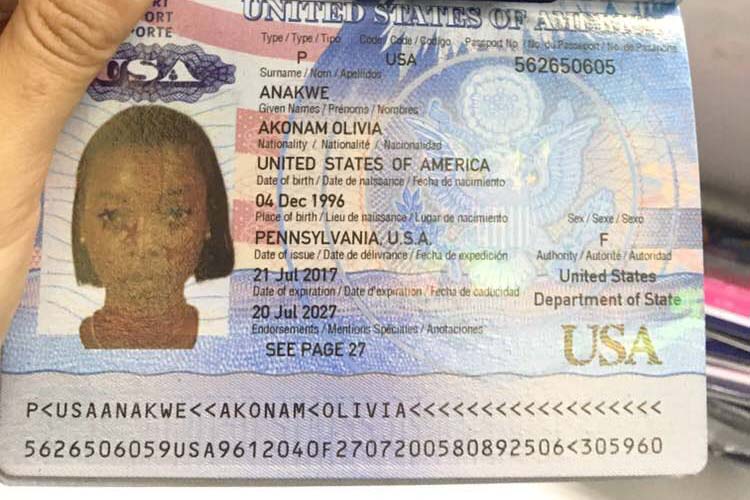 RT
ORT
PORTE
UNITED STATES OF AMERICA
USA
Type / Type / Tipo Code / Code / Codigo Passport No. / No. du Passeport / No. de Pasaporte
P USA 562650605
Surname / Nom / Apellidos
ANAKWE
Given Names / Prénoms / Nombres
AKONAM OLIVIA
Nationality / Nationalité / Nacionalidad
UNITED STATES OF AMERICA
Date of birth / Date de naissance / Fecha de nacimiento
04 Dec 1996
Place of birth / Lieu de naissance / Lugar de nacimiento Sex / Sexe / Sexo
PENNSYLVANIA, U.S.A. F
Date of issue / Date de délivrance / Fecha de expedición Authority / Autorité / Autoridad
21 Jul 2017 United States
Date of expiration / Date d'expiration / Fecha de caducidad Department of State
20 Jul 2027
Endorsements / Mentions Spéciales / Anotaciones
SEE PAGE 27 USA
P<USAANAKWE<<AKONAM<OLIVIA<<<<<<<<<<<<<<<<<<
5626506059USA9612040F2707200580892506<305960